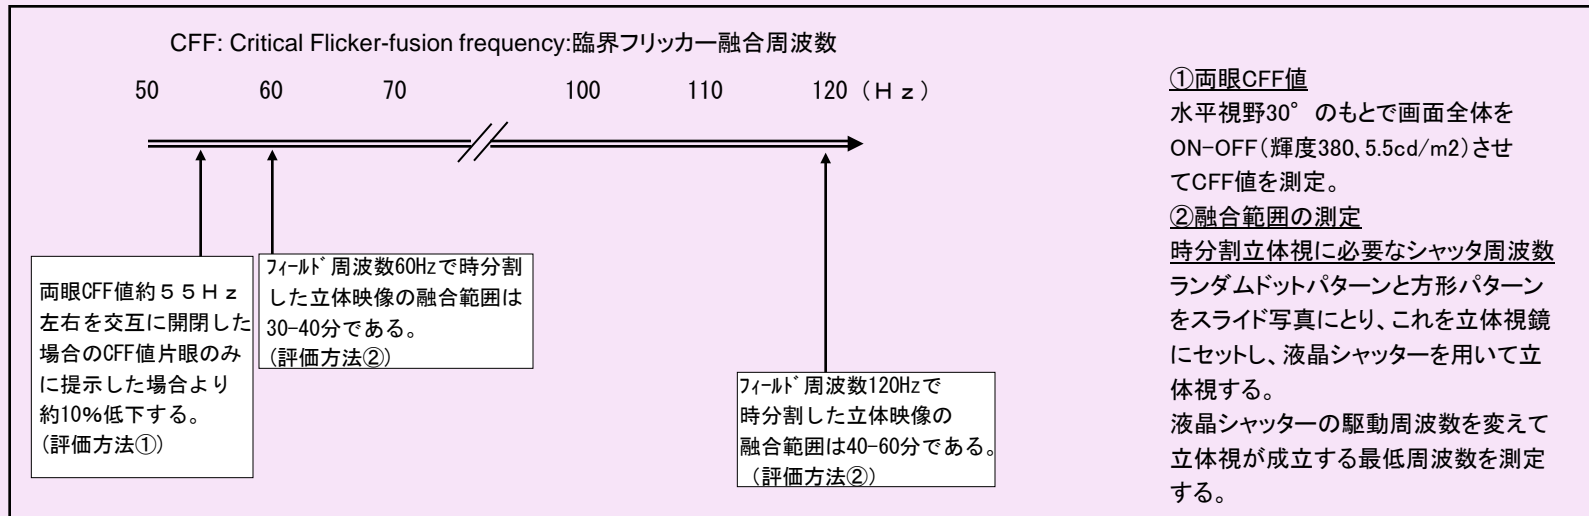 CFF: Critical Flicker-fusion frequency:臨界フリッカー融合周波数
50 60 70 100 110 120 (Ｈｚ)
両眼CFF値約５５Ｈｚ
左右を交互に開閉した
場合のCFF値片眼のみ
に提示した場合より
約10%低下する。
(評価方法①)
ﾌｨｰﾙﾄﾞ周波数60Hzで時分割
した立体映像の融合範囲は
30-40分である。
(評価方法②)
ﾌｨｰﾙﾄﾞ周波数120Hzで
時分割した立体映像の
融合範囲は40-60分である。
(評価方法②)
①両眼CFF値
水平視野30°のもとで画面全体を
ON-OFF(輝度380、5.5cd/m2)させ
てCFF値を測定。
②融合範囲の測定
時分割立体視に必要なシャッタ周波数
ランダムドットパターンと方形パターン
をスライド写真にとり、これを立体視鏡
にセットし、液晶シャッターを用いて立
体視する。
液晶シャッターの駆動周波数を変えて
立体視が成立する最低周波数を測定
する。